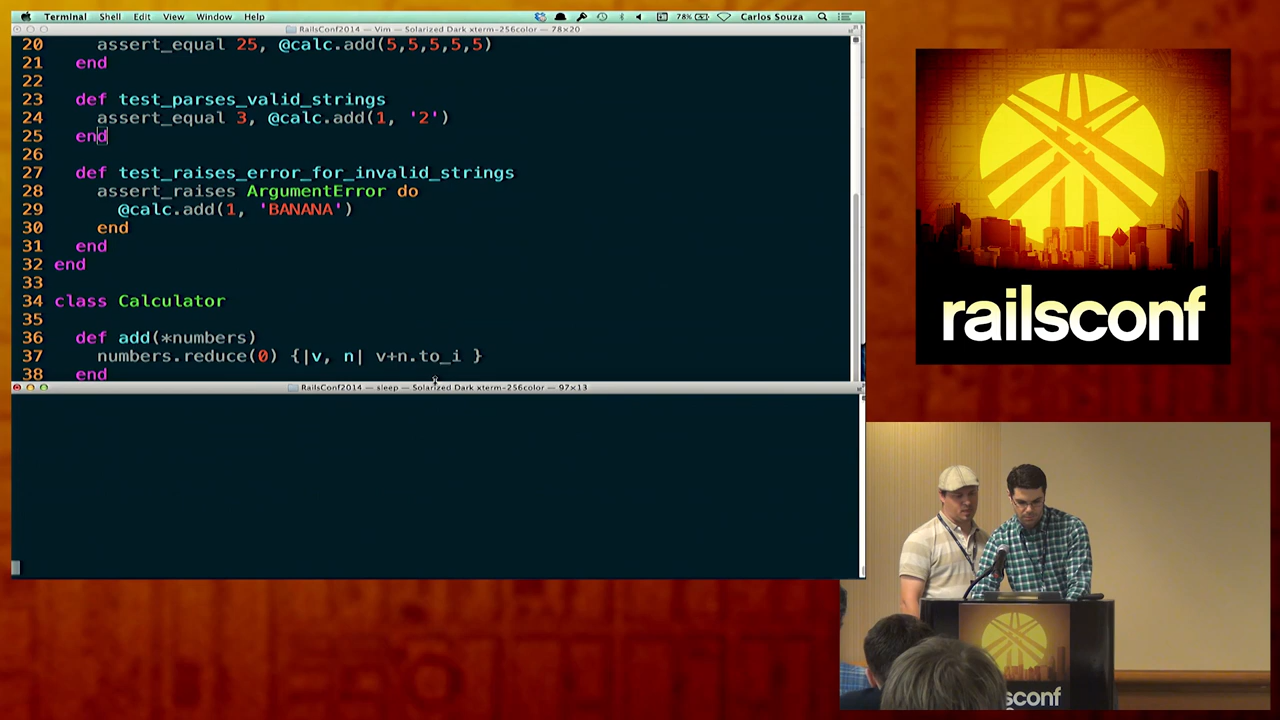 Terminal Shell Edit View Window Help 78% Carlos Souza
RailsConf2014 — Vim — Solarized Dark xterm-256color — 78×20
20 assert_equal 25, @calc.add(5,5,5,5,5)
21 end
22
23 def test_parses_valid_strings
24 assert_equal 3, @calc.add(1, '2')
25 end
26
27 def test_raises_error_for_invalid_strings
28 assert_raises ArgumentError do
29 @calc.add(1, 'BANANA')
30 end
31 end
32 end
33
34 class Calculator
35
36 def add(*numbers)
37 numbers.reduce(0) {|v, n| v+n.to_i }
38 end
RailsConf2014 — sleep — Solarized Dark xterm-256color — 97×13
railsconf
railsconf